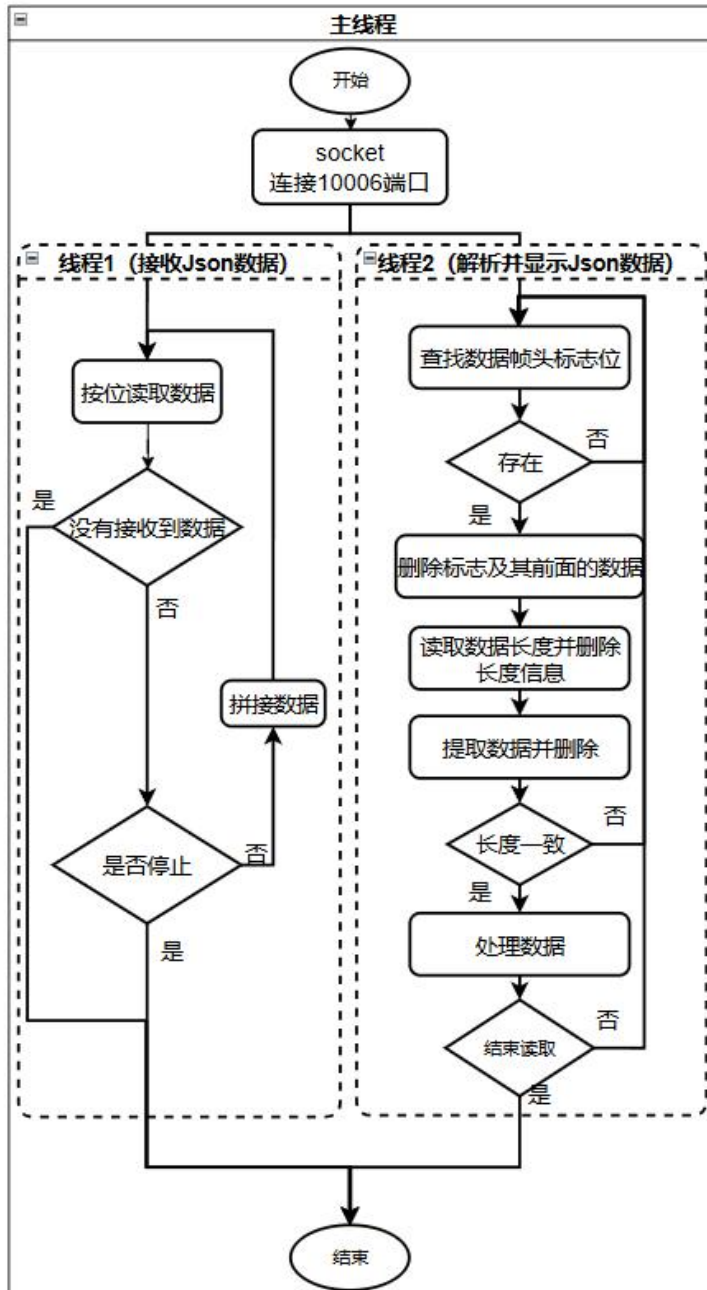 主线程
开始
socket
连接10006端口
线程1（接收Json数据）
按位读取数据
没有接收到数据
是
否
拼接数据
是否停止
否
是
线程2（解析并显示Json数据）
查找数据帧头标志位
存在
否
是
删除标志及其前面的数据
读取数据长度并删除
长度信息
提取数据并删除
长度一致
否
是
处理数据
结束读取
否
是
结束